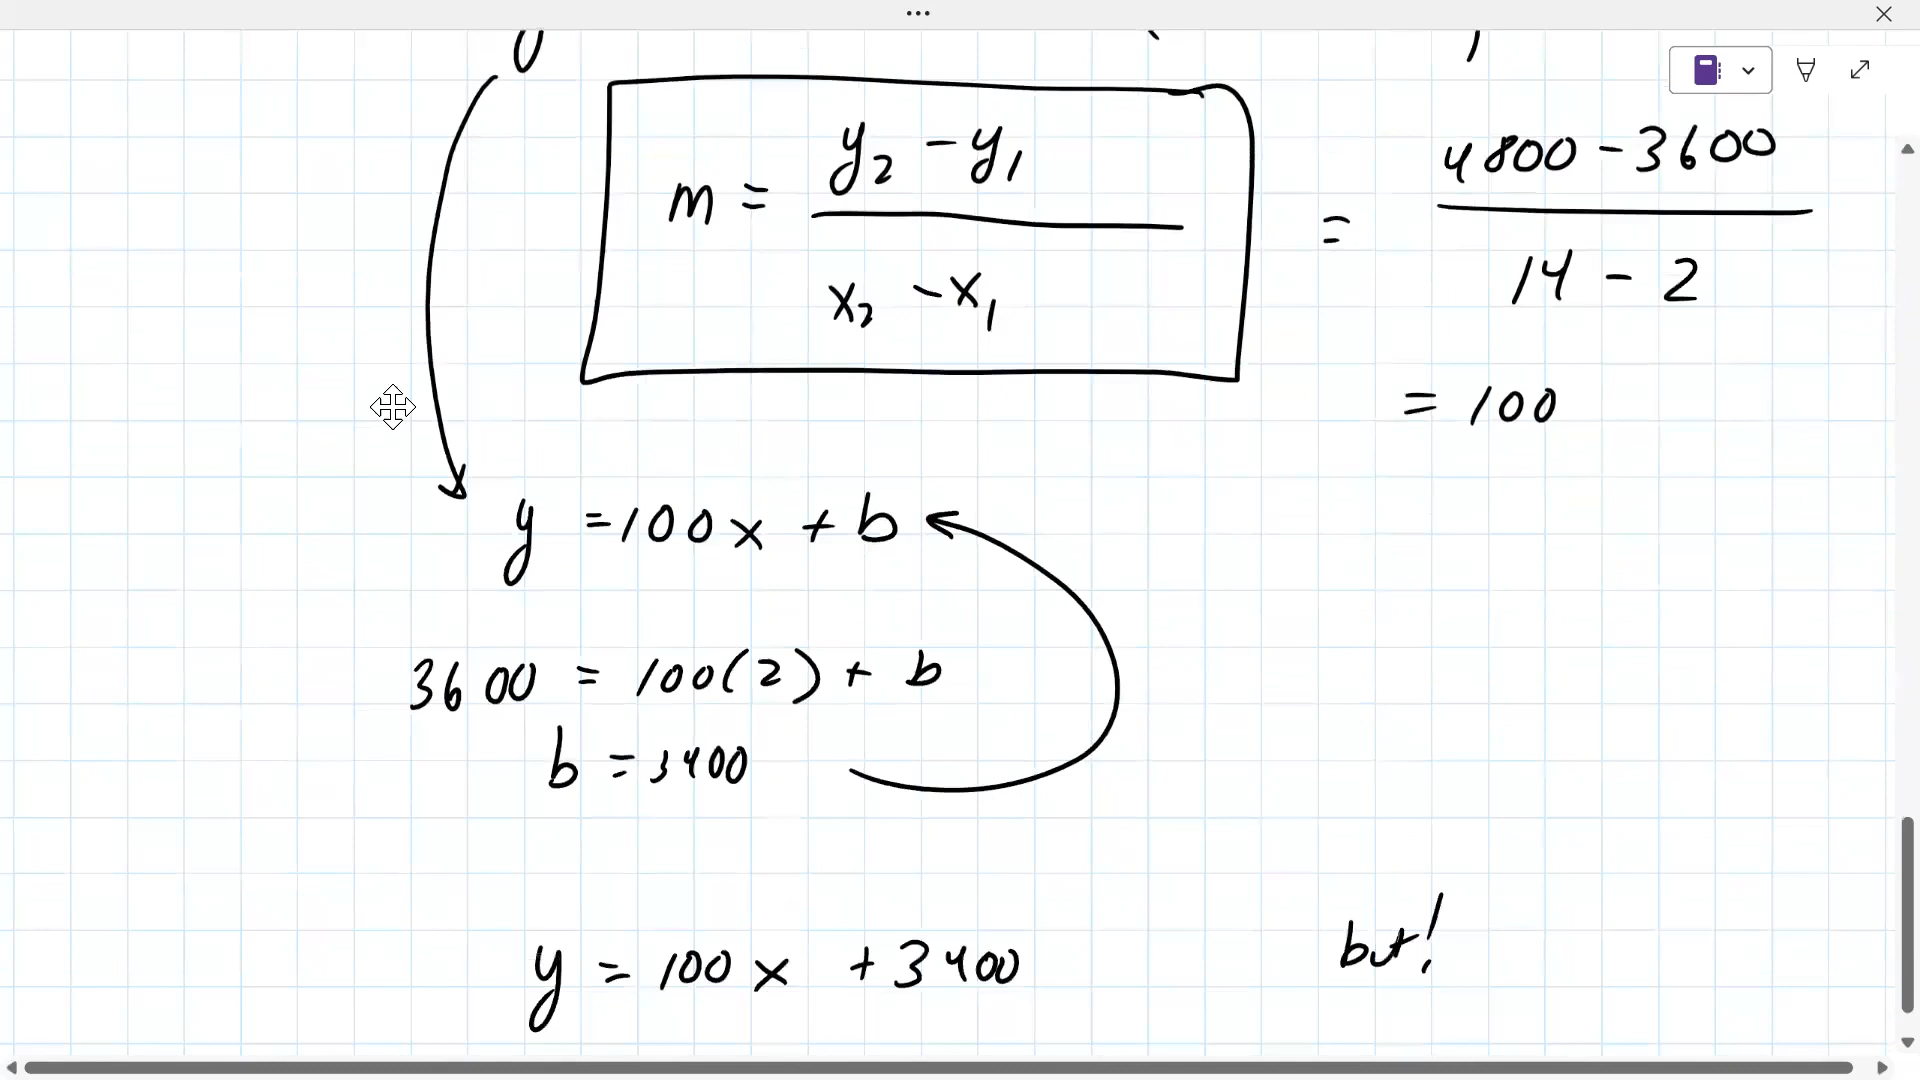 m = y₂ - y₁ / x₂ - x₁
= 4800 - 3600 / 14 - 2
= 100
y = 100x + b
3600 = 100(2) + b
b = 3400
y = 100x + 3400
but!